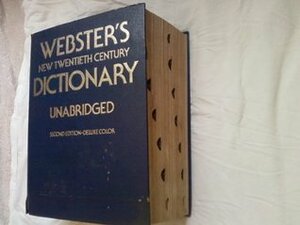 WEBSTER'S
NEW TWENTIETH CENTURY
DICTIONARY
UNABRIDGED
SECOND EDITION-DELUXE COLOR